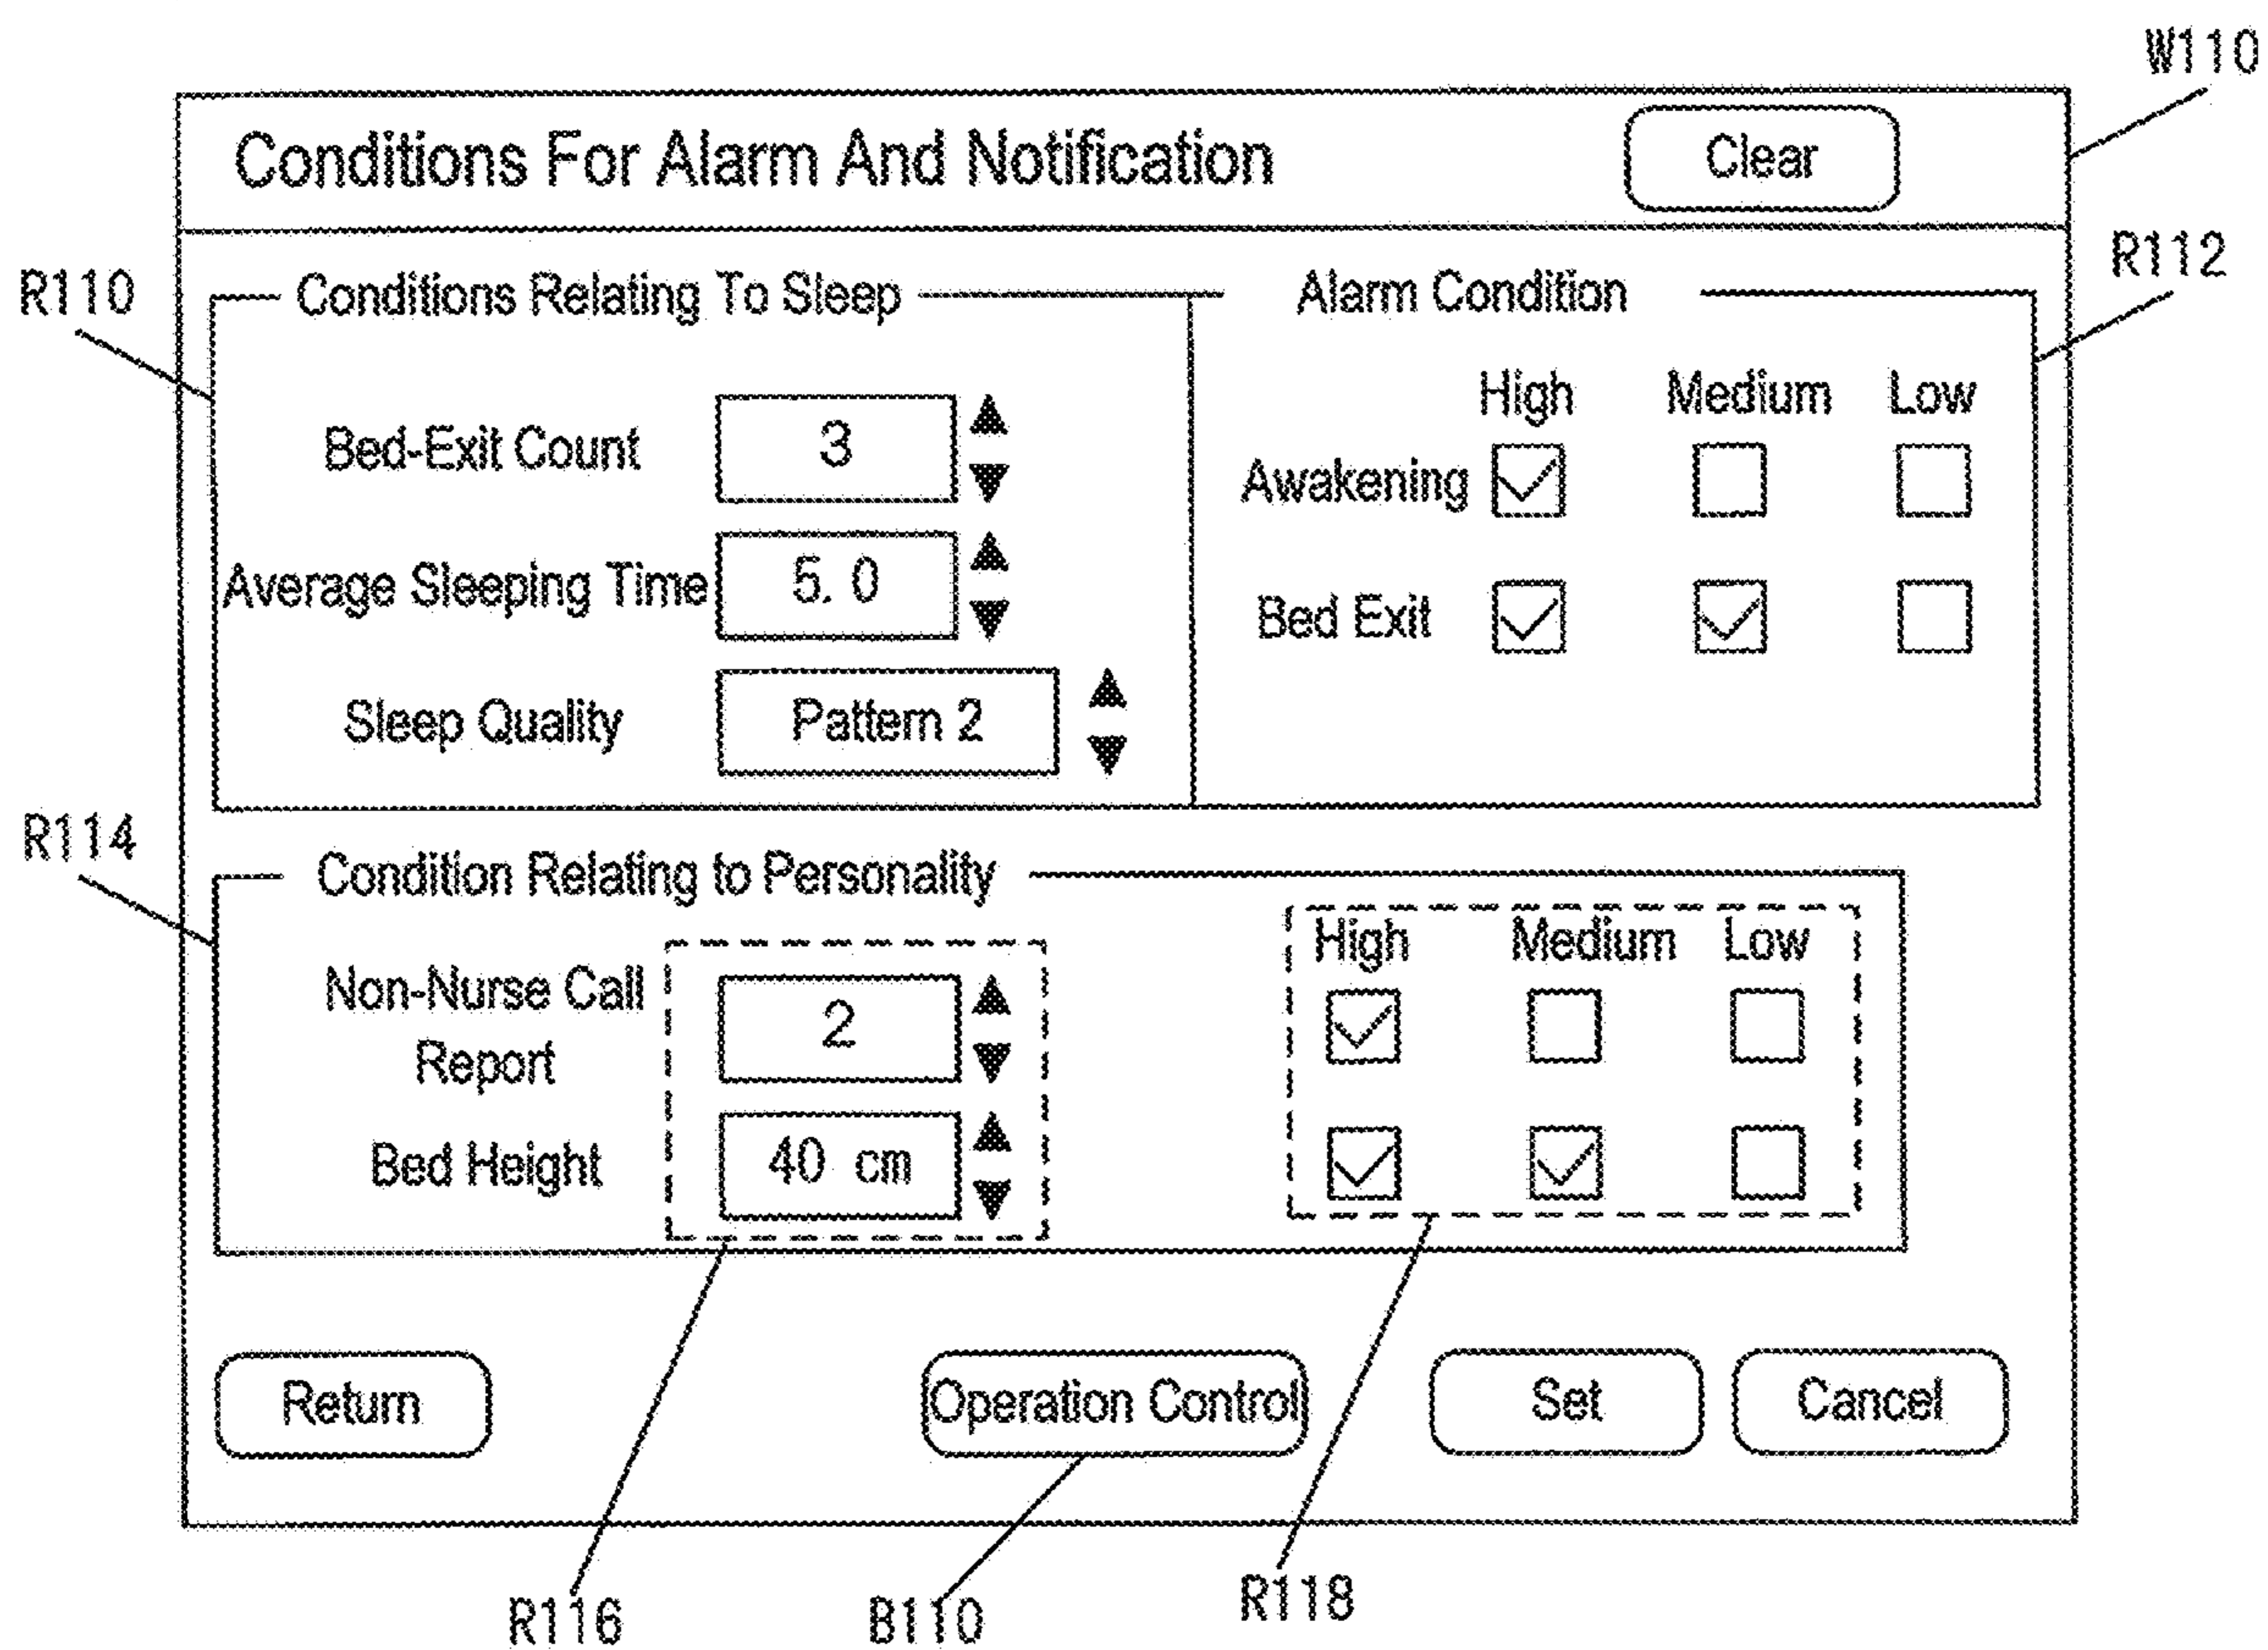 W110
Conditions For Alarm And Notification Clear
R110 Conditions Relating To Sleep Alarm Condition R112
High Medium Low
Bed-Exit Count 3
Awakening
Average Sleeping Time 5.0
Bed Exit
Sleep Quality Pattern 2
R114 Condition Relating to Personality
High Medium Low
Non-Nurse Call
Report
2
Bed Height 40 cm
Return Operation Control Set Cancel
R116 B110 R118